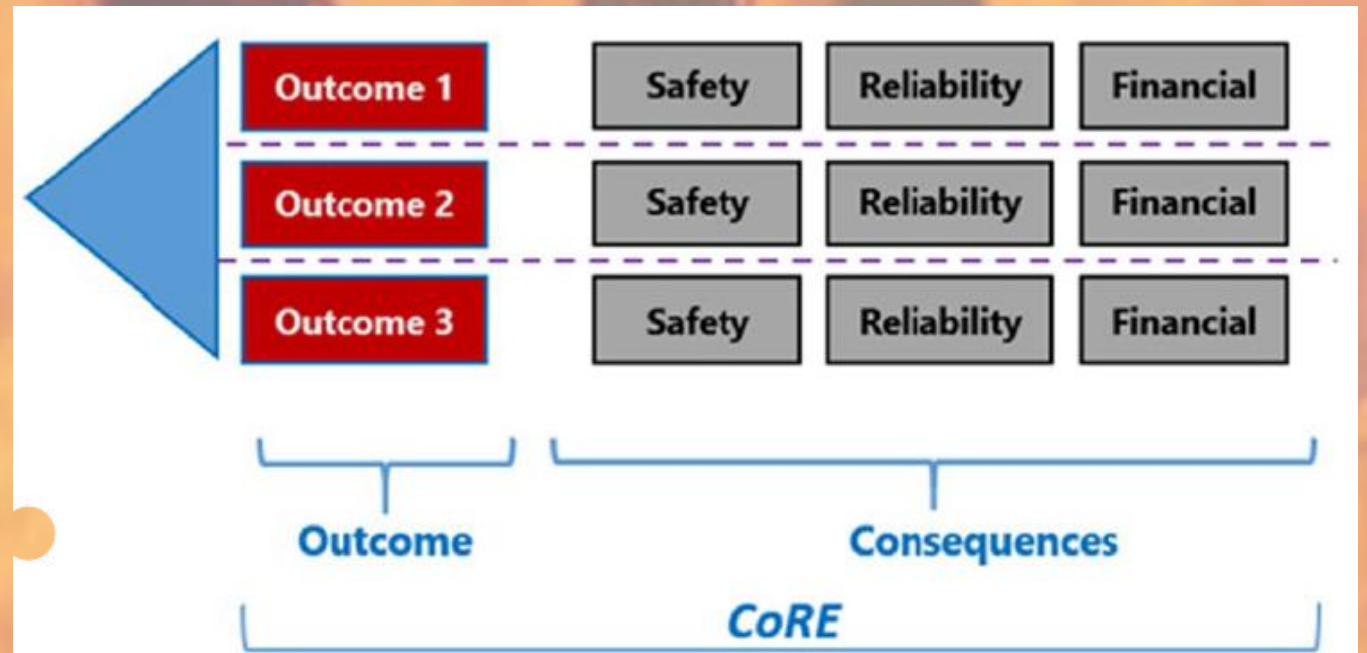 Outcome 1 Safety Reliability Financial
Outcome 2 Safety Reliability Financial
Outcome 3 Safety Reliability Financial
Outcome Consequences
CoRE